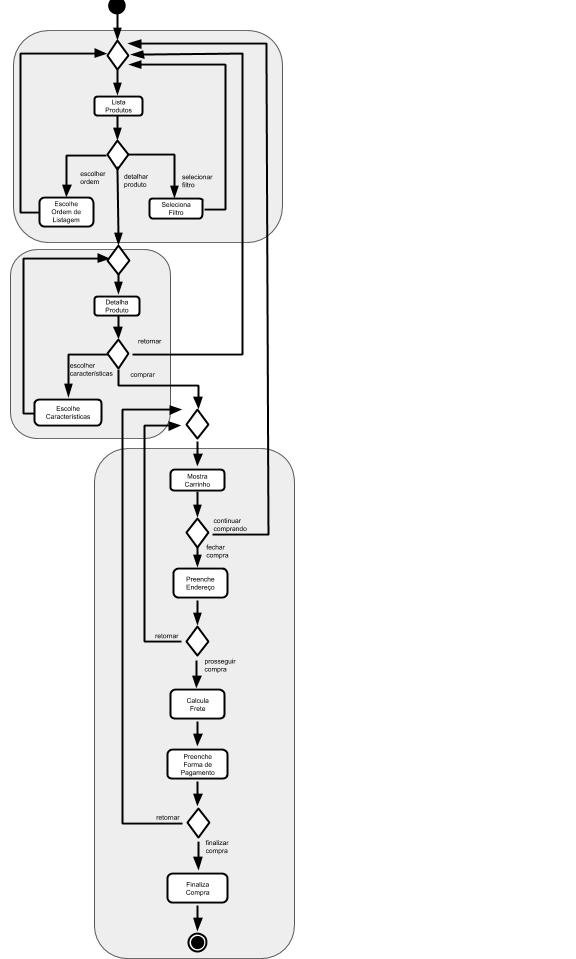 Lista
Produtos
escolher
ordem
detalhar
produto
selecionar
filtro
Escolhe
Ordem de
Listagem
Seleciona
Filtro
Detalha
Produto
retornar
escolher
características
comprar
Escolhe
Características
Mostra
Carrinho
continuar
comprando
fechar
compra
Preenche
Endereço
retornar
prosseguir
compra
Calcula
Frete
Preenche
Forma de
Pagamento
retornar
finalizar
compra
Finaliza
Compra